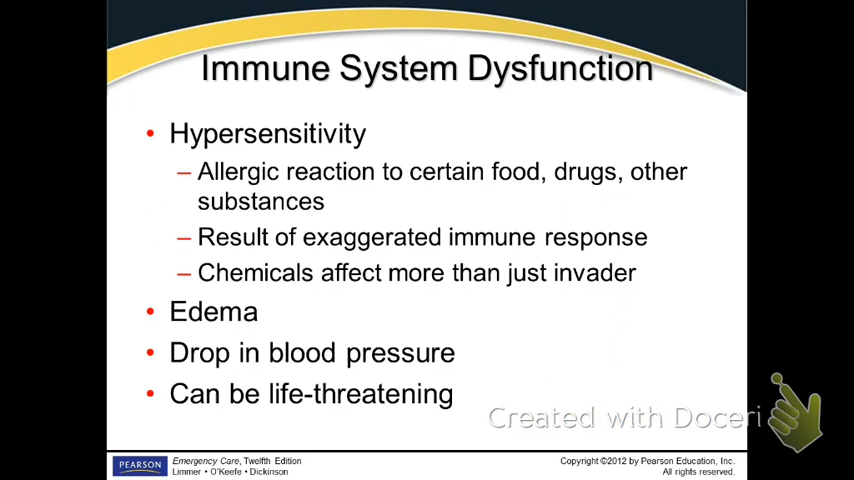 Immune System Dysfunction
• Hypersensitivity
– Allergic reaction to certain food, drugs, other
substances
– Result of exaggerated immune response
– Chemicals affect more than just invader
• Edema
• Drop in blood pressure
• Can be life-threatening
Created with Doceri
PEARSON
Emergency Care, Twelfth Edition
Limmer • O'Keefe • Dickinson
Copyright ©2012 by Pearson Education, Inc.
All rights reserved.